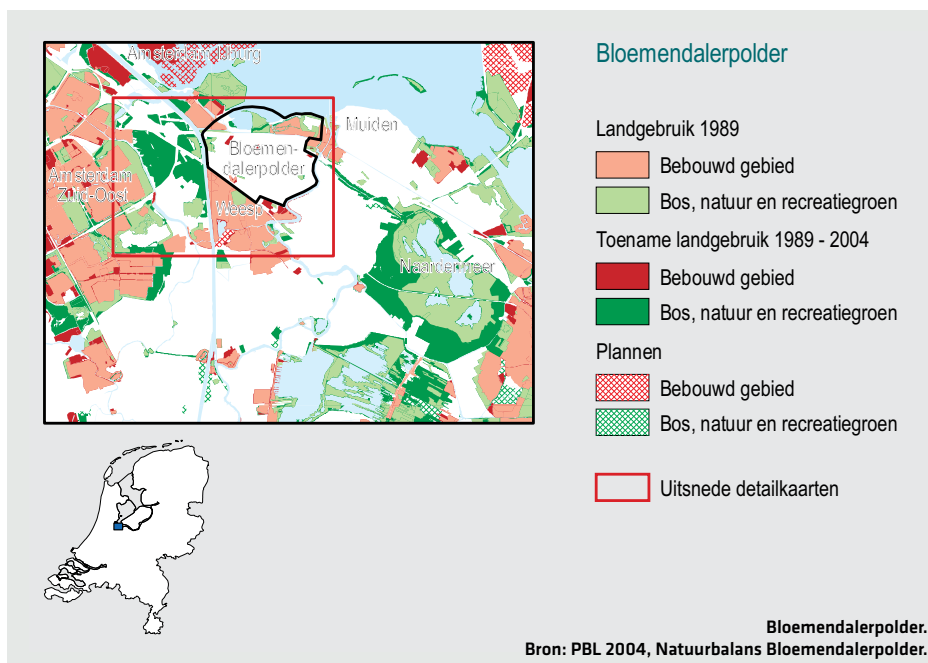 Amsterdam IJburg
Muiden
Bloemen-
dalerpolder
Amsterdam
Zuid-Oost
Weesp
Naardermeer
Bloemendalerpolder
Landgebruik 1989
Bebouwd gebied
Bos, natuur en recreatiegroen
Toename landgebruik 1989 - 2004
Bebouwd gebied
Bos, natuur en recreatiegroen
Plannen
Bebouwd gebied
Bos, natuur en recreatiegroen
Uitsnede detailkaarten
Bloemendalerpolder.
Bron: PBL 2004, Natuurbalans Bloemendalerpolder.